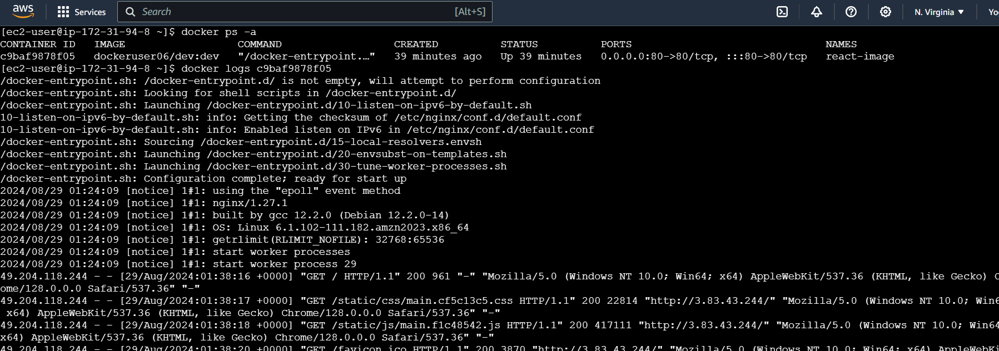 aws Services Search [Alt+S] N. Virginia
[ec2-user@ip-172-31-94-8 ~]$ docker ps -a
CONTAINER ID IMAGE COMMAND CREATED STATUS PORTS NAMES
c9baf9878f05 dockeruser06/dev:dev "/docker-entrypoint.…" 39 minutes ago Up 39 minutes 0.0.0.0:80->80/tcp, :::80->80/tcp react-image
[ec2-user@ip-172-31-94-8 ~]$ docker logs c9baf9878f05
/docker-entrypoint.sh: /docker-entrypoint.d/ is not empty, will attempt to perform configuration
/docker-entrypoint.sh: Looking for shell scripts in /docker-entrypoint.d/
/docker-entrypoint.sh: Launching /docker-entrypoint.d/10-listen-on-ipv6-by-default.sh
10-listen-on-ipv6-by-default.sh: info: Getting the checksum of /etc/nginx/conf.d/default.conf
10-listen-on-ipv6-by-default.sh: info: Enabled listen on IPv6 in /etc/nginx/conf.d/default.conf
/docker-entrypoint.sh: Sourcing /docker-entrypoint.d/15-local-resolvers.envsh
/docker-entrypoint.sh: Launching /docker-entrypoint.d/20-envsubst-on-templates.sh
/docker-entrypoint.sh: Launching /docker-entrypoint.d/30-tune-worker-processes.sh
/docker-entrypoint.sh: Configuration complete; ready for start up
2024/08/29 01:24:09 [notice] 1#1: using the "epoll" event method
2024/08/29 01:24:09 [notice] 1#1: nginx/1.27.1
2024/08/29 01:24:09 [notice] 1#1: built by gcc 12.2.0 (Debian 12.2.0-14)
2024/08/29 01:24:09 [notice] 1#1: OS: Linux 6.1.102-111.182.amzn2023.x86_64
2024/08/29 01:24:09 [notice] 1#1: getrlimit(RLIMIT_NOFILE): 32768:65536
2024/08/29 01:24:09 [notice] 1#1: start worker processes
2024/08/29 01:24:09 [notice] 1#1: start worker process 29
49.204.118.244 - - [29/Aug/2024:01:38:16 +0000] "GET / HTTP/1.1" 200 961 "-" "Mozilla/5.0 (Windows NT 10.0; Win64; x64) AppleWebKit/537.36 (KHTML, like Gecko)
ome/128.0.0.0 Safari/537.36" "-"
49.204.118.244 - - [29/Aug/2024:01:38:17 +0000] "GET /static/css/main.cf5c13c5.css HTTP/1.1" 200 22814 "http://3.83.43.244/" "Mozilla/5.0 (Windows NT 10.0;
x64) AppleWebKit/537.36 (KHTML, like Gecko) Chrome/128.0.0.0 Safari/537.36" "-"
49.204.118.244 - - [29/Aug/2024:01:38:18 +0000] "GET /static/js/main.f1c48542.js HTTP/1.1" 200 417111 "http://3.83.43.244/" "Mozilla/5.0 (Windows NT 10.0; Win64
x64) AppleWebKit/537.36 (KHTML, like Gecko) Chrome/128.0.0.0 Safari/537.36" "-"
49.204.118.244 - - [29/Aug/2024:01:38:20 +0000] "GET /favicon.ico HTTP/1.1" 200 3870 "http://3.83.43.244/" "Mozilla/5.0 (Windows NT 10.0; Win64; x64)